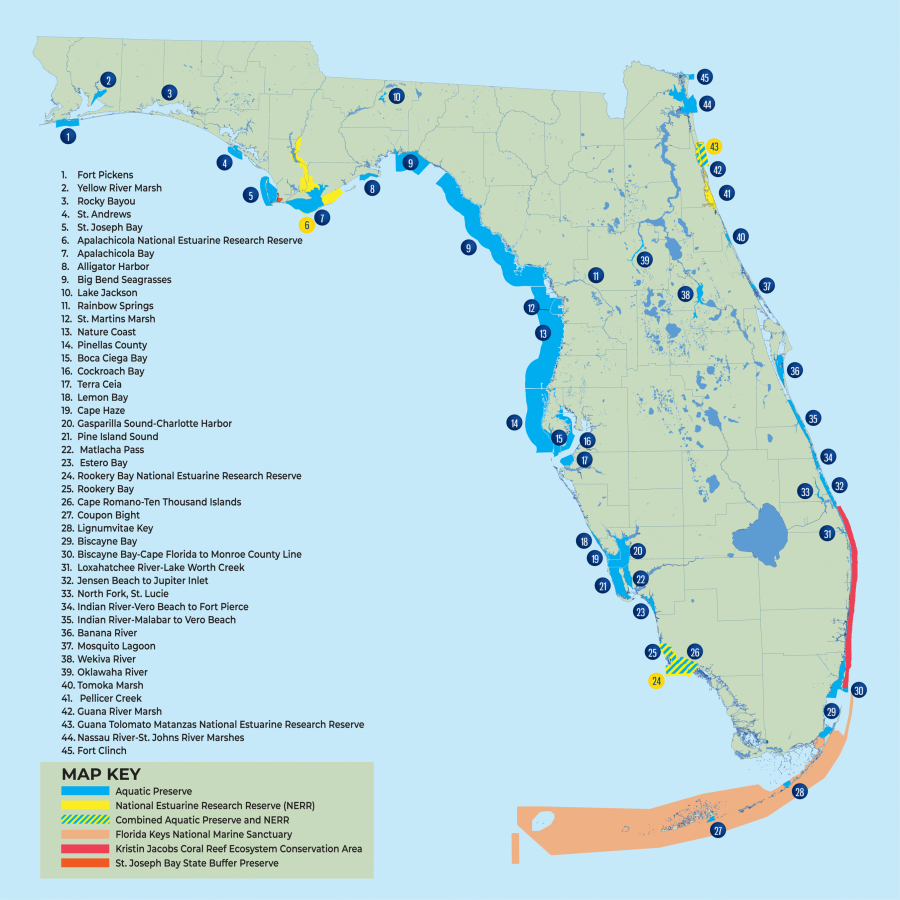 1. Fort Pickens
2. Yellow River Marsh
3. Rocky Bayou
4. St. Andrews
5. St. Joseph Bay
6. Apalachicola National Estuarine Research Reserve
7. Apalachicola Bay
8. Alligator Harbor
9. Big Bend Seagrasses
10. Lake Jackson
11. Rainbow Springs
12. St. Martins Marsh
13. Nature Coast
14. Pinellas County
15. Boca Ciega Bay
16. Cockroach Bay
17. Terra Ceia
18. Lemon Bay
19. Cape Haze
20. Gasparilla Sound-Charlotte Harbor
21. Pine Island Sound
22. Matlacha Pass
23. Estero Bay
24. Rookery Bay National Estuarine Research Reserve
25. Rookery Bay
26. Cape Romano-Ten Thousand Islands
27. Coupon Bight
28. Lignumvitae Key
29. Biscayne Bay
30. Biscayne Bay-Cape Florida to Monroe County Line
31. Loxahatchee River-Lake Worth Creek
32. Jensen Beach to Jupiter Inlet
33. North Fork, St. Lucie
34. Indian River-Vero Beach to Fort Pierce
35. Indian River-Malabar to Vero Beach
36. Banana River
37. Mosquito Lagoon
38. Wekiva River
39. Oklawaha River
40. Tomoka Marsh
41. Pellicer Creek
42. Guana River Marsh
43. Guana Tolomato Matanzas National Estuarine Research Reserve
44. Nassau River-St. Johns River Marshes
45. Fort Clinch
MAP KEY
Aquatic Preserve
National Estuarine Research Reserve (NERR)
Combined Aquatic Preserve and NERR
Florida Keys National Marine Sanctuary
Kristin Jacobs Coral Reef Ecosystem Conservation Area
St. Joseph Bay State Buffer Preserve
1
2
3
4
5
6
7
8
9
9
10
11
12
13
14
15
16
17
18
19
20
21
22
23
24
25
26
27
28
29
30
31
32
33
34
35
36
37
38
39
40
41
42
43
44
45